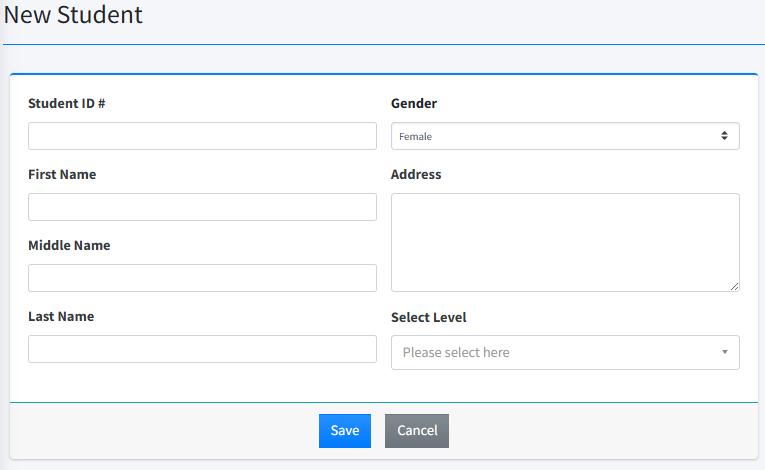 New Student
Student ID #
Gender
Female
First Name
Address
Middle Name
Last Name
Select Level
Please select here
Save
Cancel